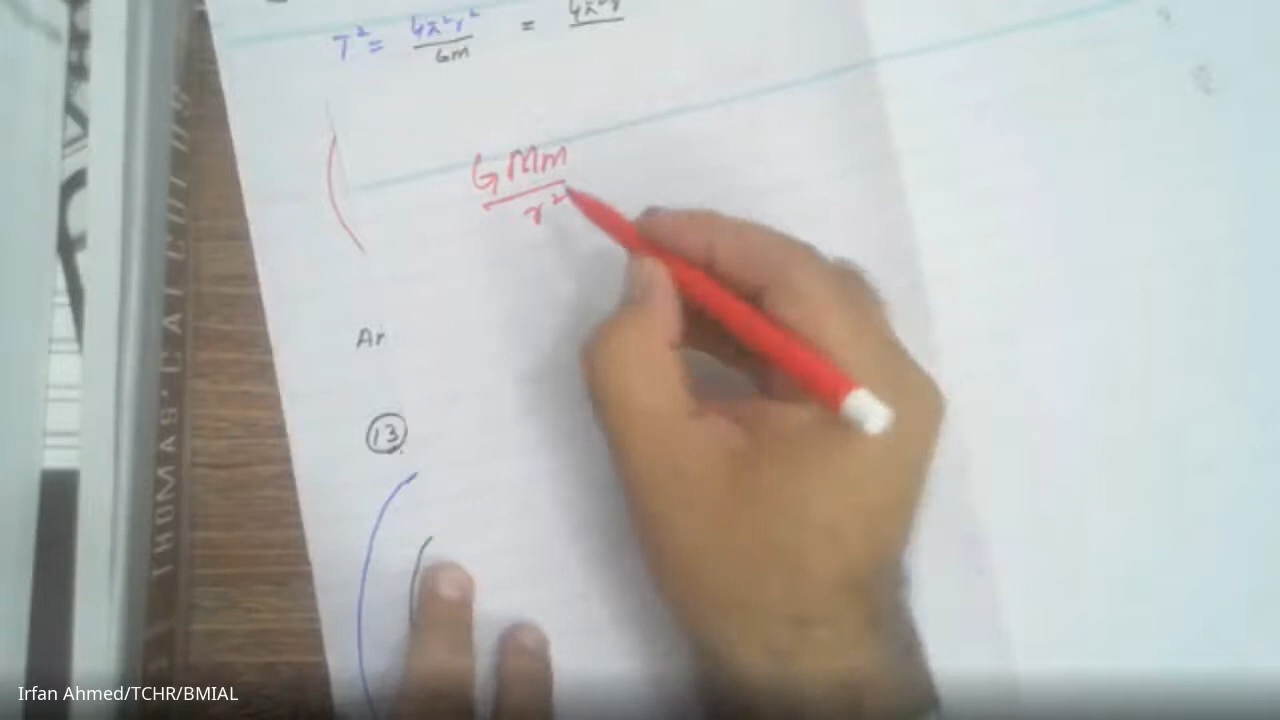 T² = 4π²r² / GM = 4π²r
GMm / r²
Ar
13
THOMAS' CALCULUS
Irfan Ahmed/TCHR/BMIAL